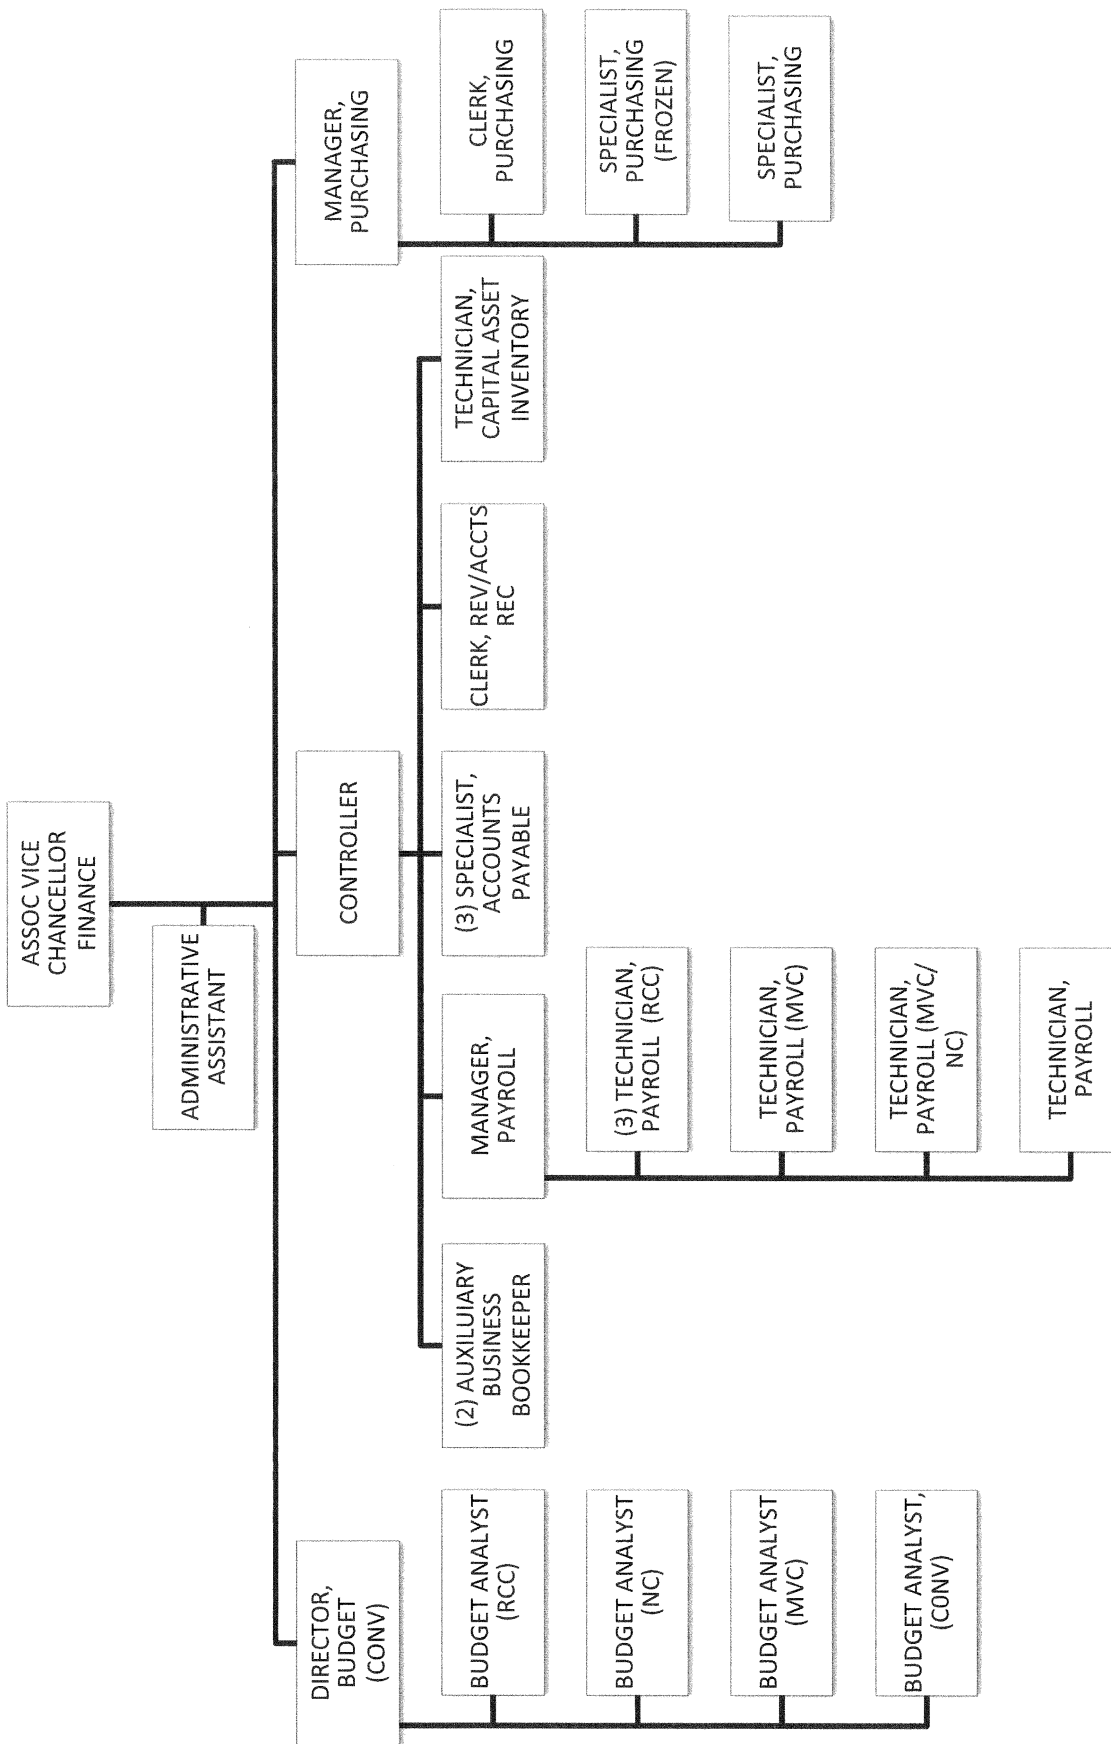 ASSOC VICE
CHANCELLOR
FINANCE
ADMINISTRATIVE
ASSISTANT
DIRECTOR,
BUDGET
(CONV)
CONTROLLER
MANAGER,
PURCHASING
BUDGET ANALYST
(RCC)
BUDGET ANALYST
(NC)
BUDGET ANALYST
(MVC)
BUDGET ANALYST,
(C0NV)
(2) AUXILUIARY
BUSINESS
BOOKKEEPER
MANAGER,
PAYROLL
(3) TECHNICIAN,
PAYROLL (RCC)
TECHNICIAN,
PAYROLL (MVC)
TECHNICIAN,
PAYROLL (MVC/
NC)
TECHNICIAN,
PAYROLL
(3) SPECIALIST,
ACCOUNTS
PAYABLE
CLERK, REV/ACCTS
REC
TECHNICIAN,
CAPITAL ASSET
INVENTORY
CLERK,
PURCHASING
SPECIALIST,
PURCHASING
(FROZEN)
SPECIALIST,
PURCHASING